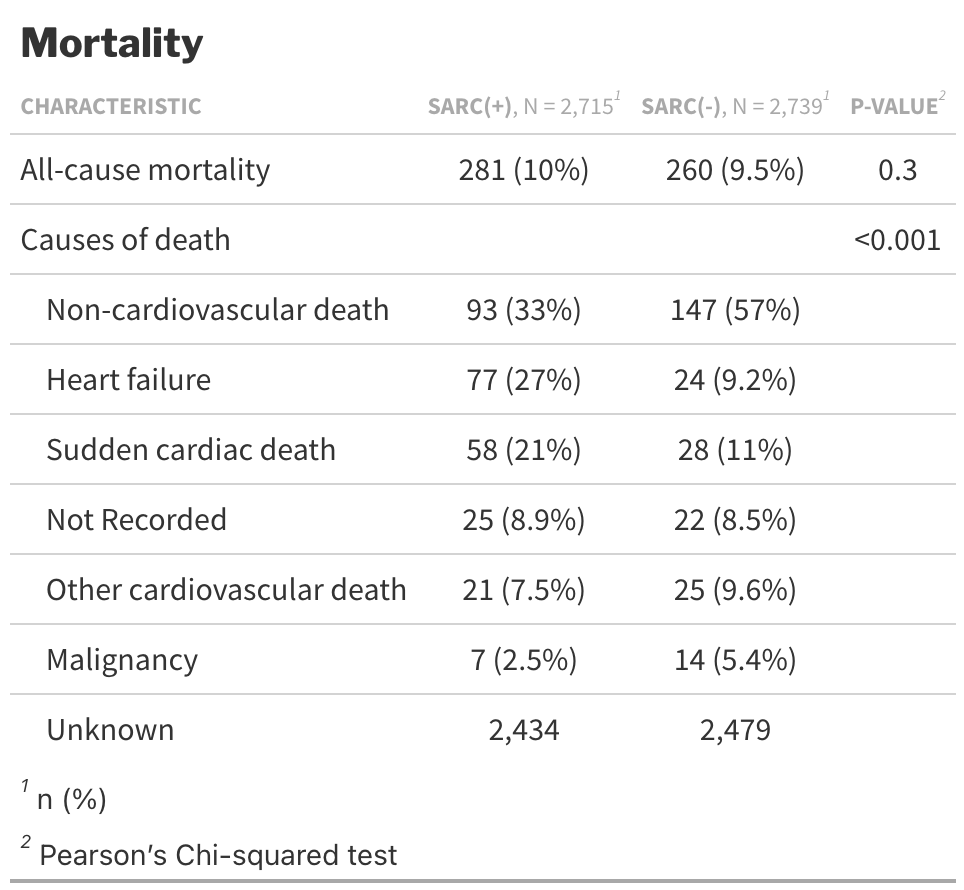 Mortality
CHARACTERISTIC SARC(+), N = 2,715¹ SARC(-), N = 2,739¹ P-VALUE²
All-cause mortality 281 (10%) 260 (9.5%) 0.3
Causes of death <0.001
Non-cardiovascular death 93 (33%) 147 (57%)
Heart failure 77 (27%) 24 (9.2%)
Sudden cardiac death 58 (21%) 28 (11%)
Not Recorded 25 (8.9%) 22 (8.5%)
Other cardiovascular death 21 (7.5%) 25 (9.6%)
Malignancy 7 (2.5%) 14 (5.4%)
Unknown 2,434 2,479
¹ n (%)
² Pearson's Chi-squared test